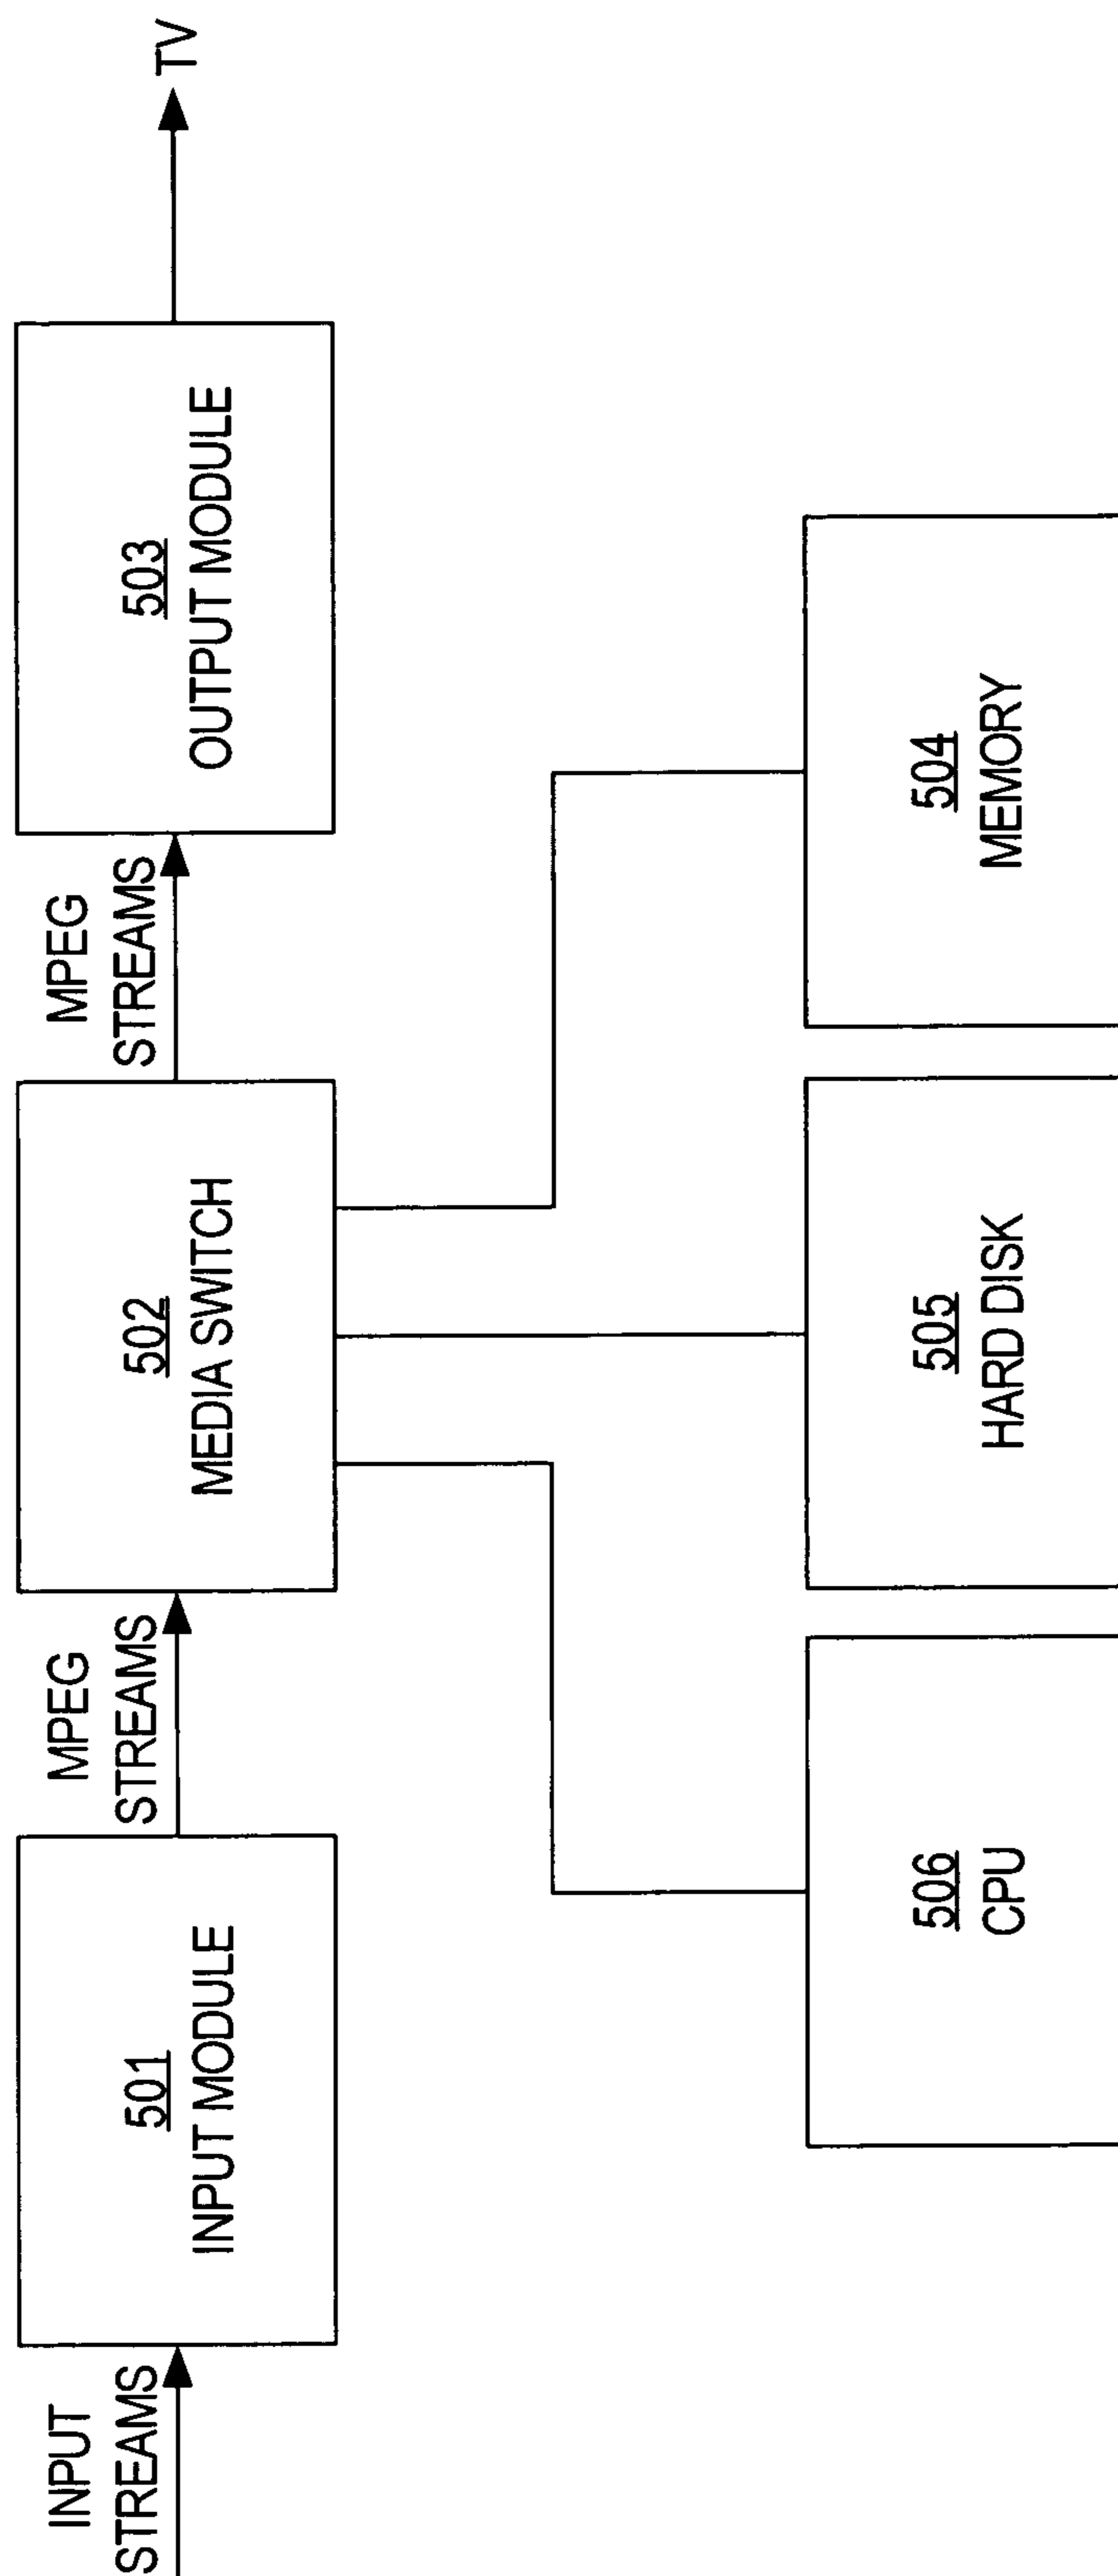 INPUT
STREAMS
501
INPUT MODULE
MPEG
STREAMS
502
MEDIA SWITCH
MPEG
STREAMS
503
OUTPUT MODULE
TV
506
CPU
505
HARD DISK
504
MEMORY